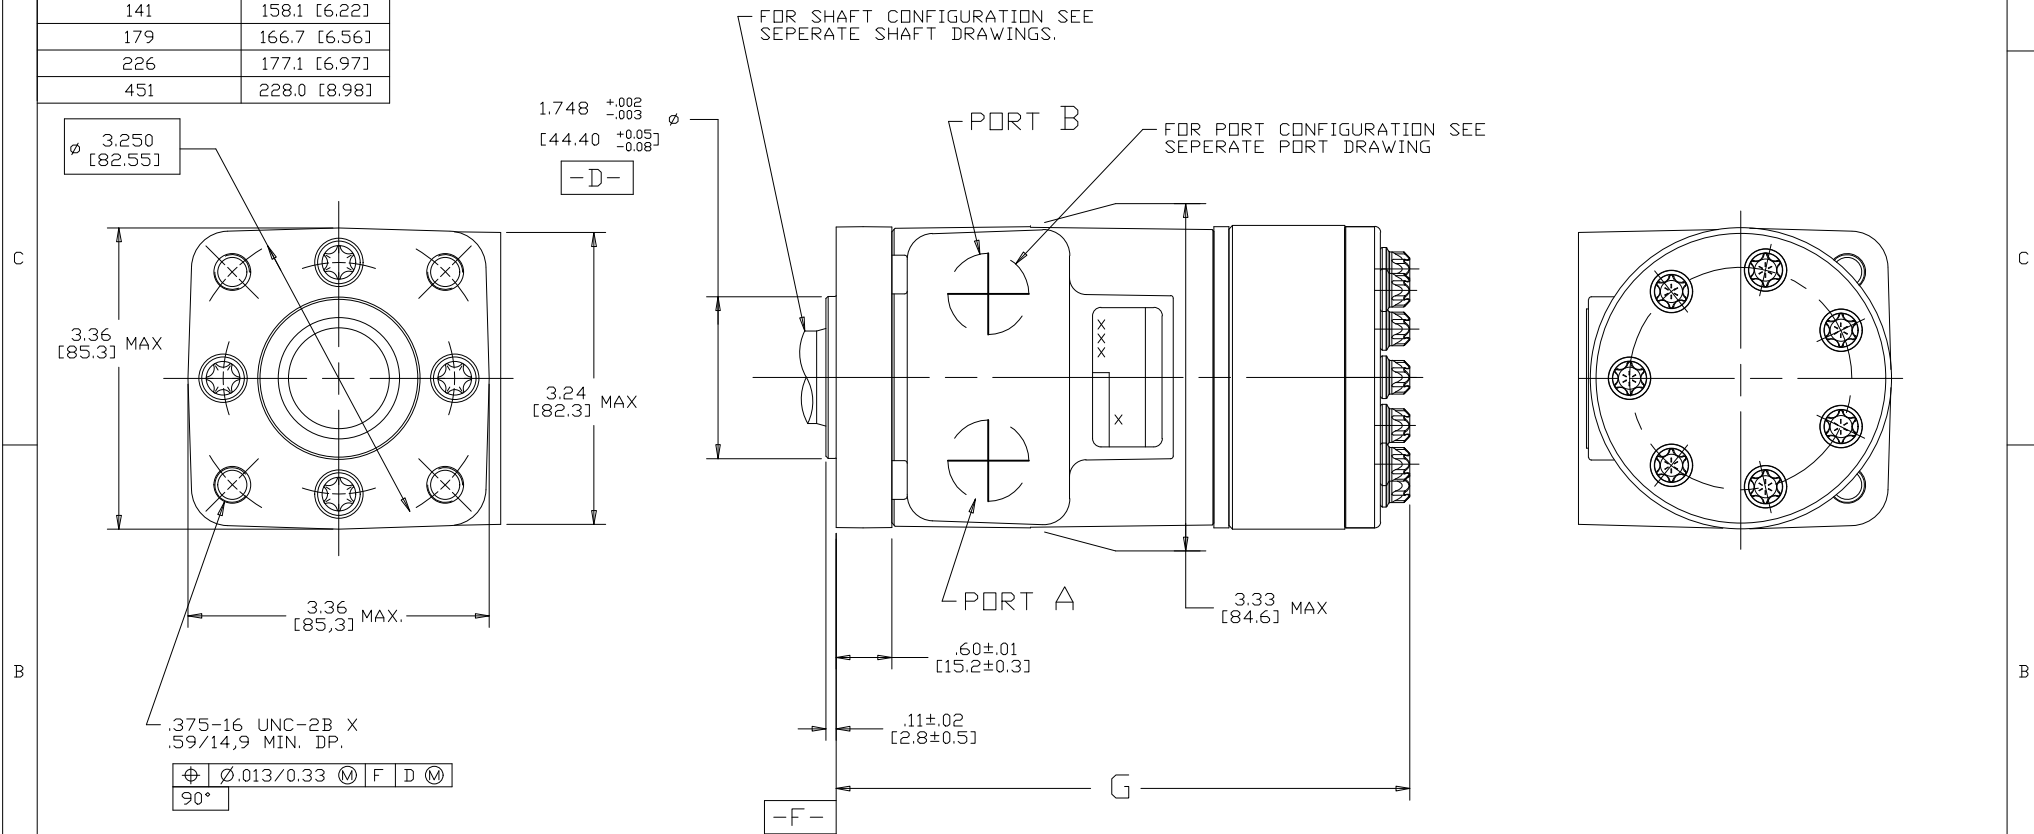 141 158.1 [6.22]
179 166.7 [6.56]
226 177.1 [6.97]
451 228.0 [8.98]
FOR SHAFT CONFIGURATION SEE
SEPERATE SHAFT DRAWINGS.
1.748 +.002 -.003 ⌀
[44.40 +0.05 -0.08]
-D-
⌀ 3.250
[82.55]
PORT B
FOR PORT CONFIGURATION SEE
SEPERATE PORT DRAWING
C
C
3.36
[85.3] MAX
3.24
[82.3] MAX
X
X
X
X
3.36
[85,3] MAX.
PORT A
3.33
[84.6] MAX
.60±.01
[15.2±0.3]
B
B
.375-16 UNC-2B X
.59/14,9 MIN. DP.
.11±.02
[2.8±0.5]
⌖ ⌀.013/0.33 Ⓜ F D Ⓜ
90°
G
-F-